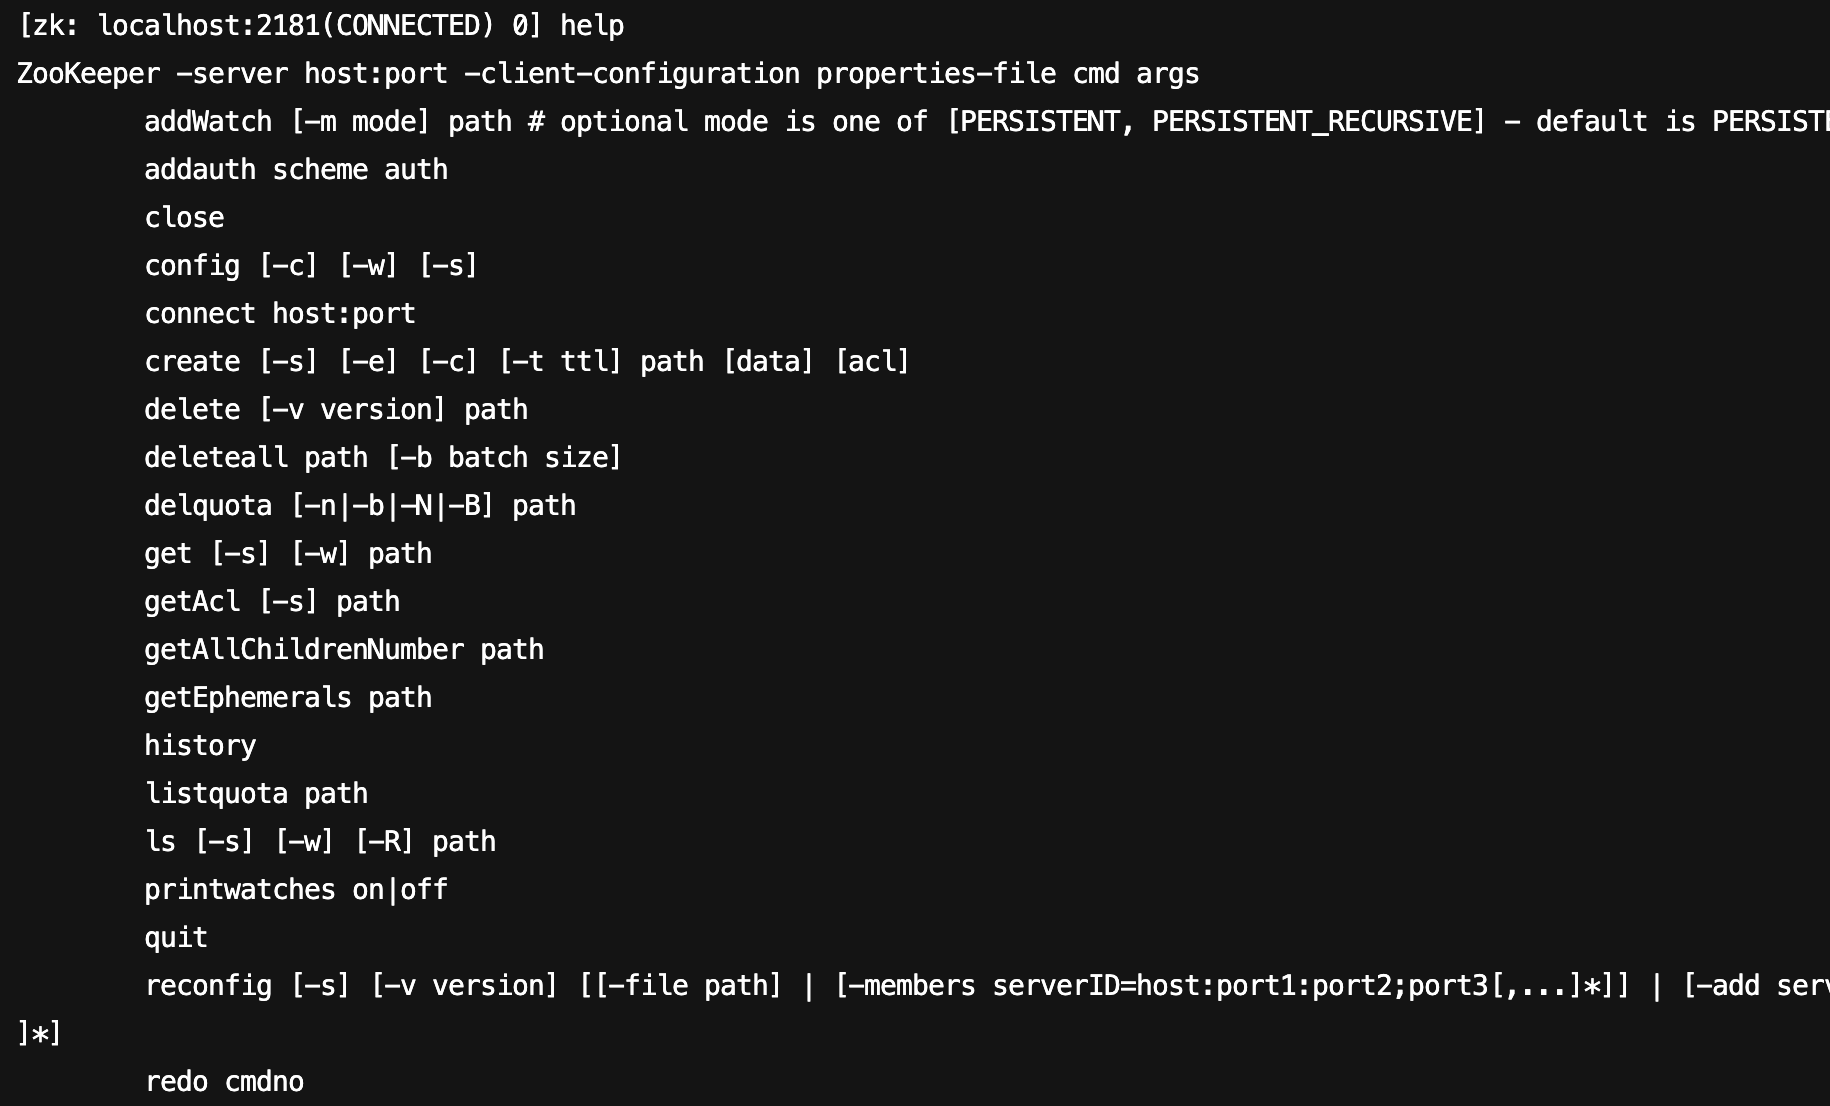 [zk: localhost:2181(CONNECTED) 0] help
ZooKeeper -server host:port -client-configuration properties-file cmd args
addWatch [-m mode] path # optional mode is one of [PERSISTENT, PERSISTENT_RECURSIVE] - default is PERSISTE
addauth scheme auth
close
config [-c] [-w] [-s]
connect host:port
create [-s] [-e] [-c] [-t ttl] path [data] [acl]
delete [-v version] path
deleteall path [-b batch size]
delquota [-n|-b|-N|-B] path
get [-s] [-w] path
getAcl [-s] path
getAllChildrenNumber path
getEphemerals path
history
listquota path
ls [-s] [-w] [-R] path
printwatches on|off
quit
reconfig [-s] [-v version] [[-file path] | [-members serverID=host:port1:port2;port3[,...]*]] | [-add serv
]*]
redo cmdno